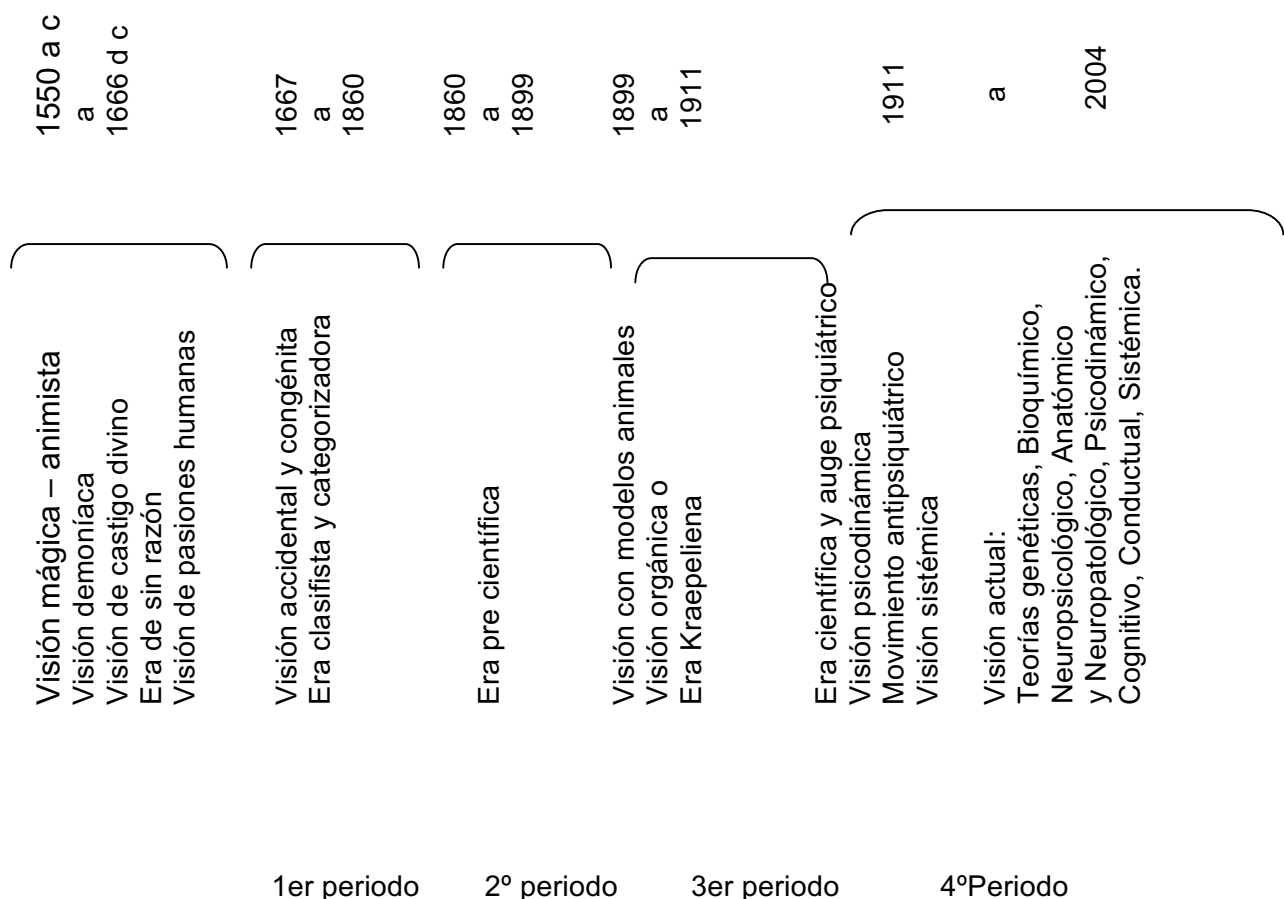 1550 a c
a
1666 d c
1667
a
1860
1860
a
1899
1899
a
1911
1911
a
2004
Visión mágica – animista
Visión demoníaca
Visión de castigo divino
Era de sin razón
Visión de pasiones humanas
Visión accidental y congénita
Era clasifista y categorizadora
Era pre científica
Visión con modelos animales
Visión orgánica o
Era Kraepeliena
Era científica y auge psiquiátrico
Visión psicodinámica
Movimiento antipsiquiátrico
Visión sistémica
Visión actual:
Teorías genéticas, Bioquímico,
Neuropsicológico, Anatómico
y Neuropatológico, Psicodinámico,
Cognitivo, Conductual, Sistémica.
1er periodo
2º periodo
3er periodo
4ºPeriodo